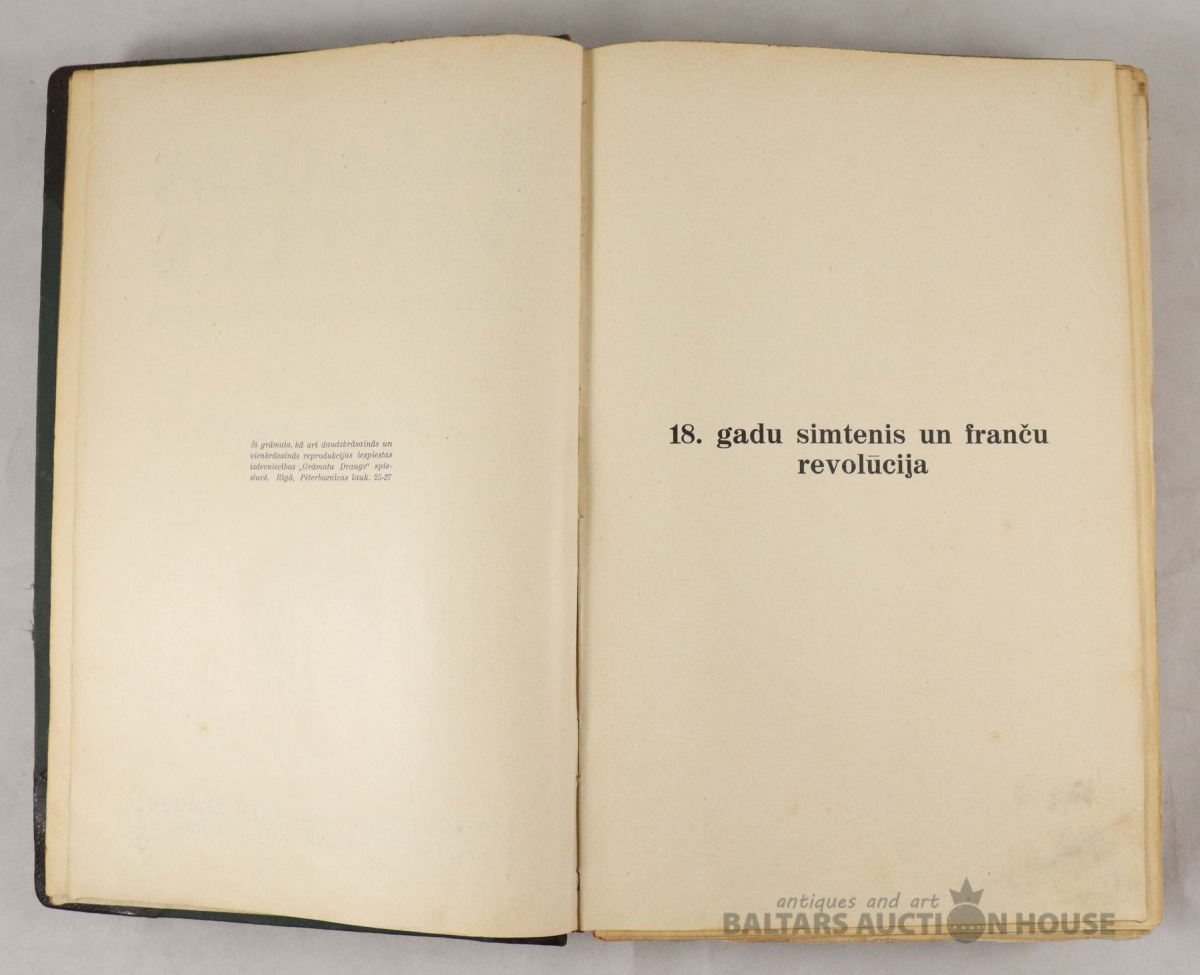 Ši grāmata, kā arī daudzkrāsainās un
vienkrāsainās reprodukcijas iespiestas
izdevniecības „Grāmatu Draugs“ spie-
stuvē. Rīgā, Pēterbaznīcas lauk. 25-27
18. gadu simtenis un franču
revolūcija
antiques and art
BALTARS AUCTION HOUSE